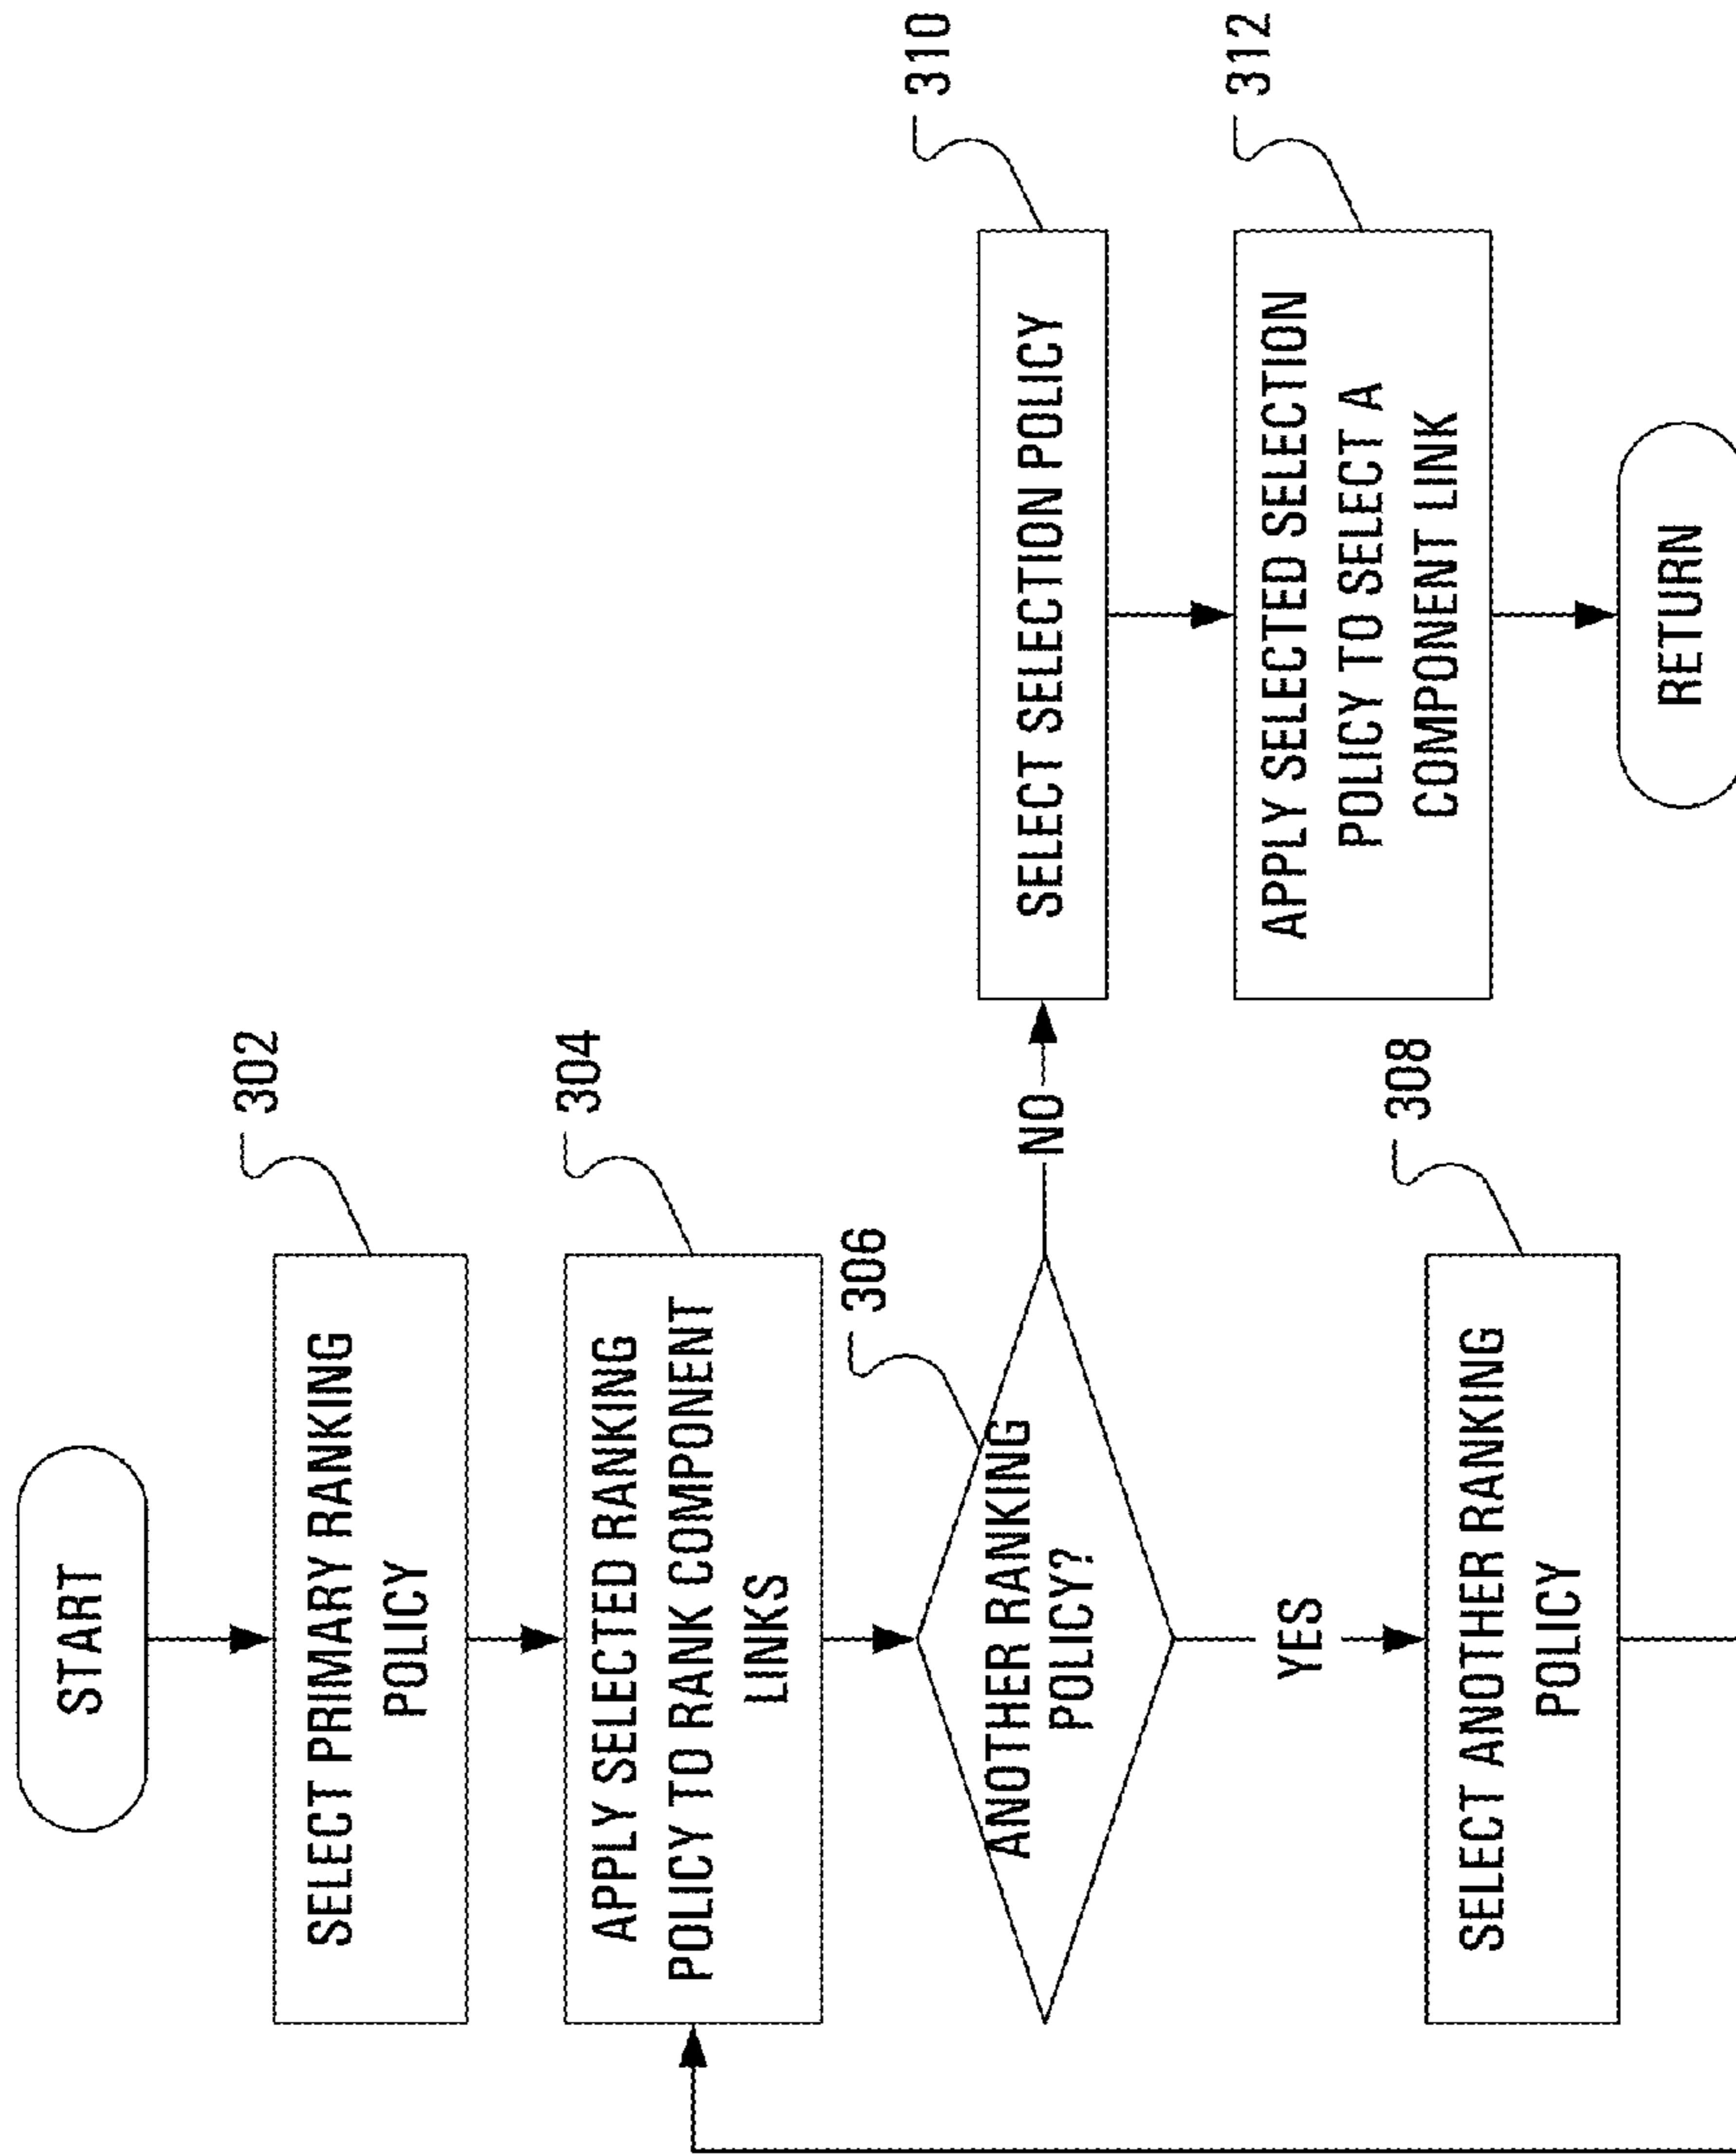 START
302
SELECT PRIMARY RANKING
POLICY
304
APPLY SELECTED RANKING
POLICY TO RANK COMPONENT
LINKS
306
ANOTHER RANKING
POLICY?
NO
YES
308
SELECT ANOTHER RANKING
POLICY
310
SELECT SELECTION POLICY
312
APPLY SELECTED SELECTION
POLICY TO SELECT A
COMPONENT LINK
RETURN